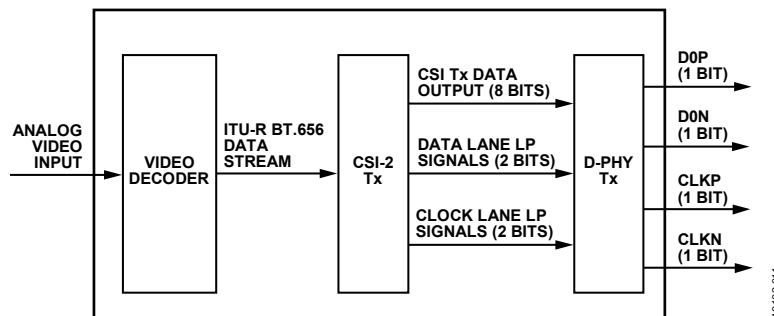 ANALOG
VIDEO
INPUT
VIDEO
DECODER
ITU-R BT.656
DATA
STREAM
CSI-2
Tx
CSI Tx DATA
OUTPUT (8 BITS)
DATA LANE LP
SIGNALS (2 BITS)
CLOCK LANE LP
SIGNALS (2 BITS)
D-PHY
Tx
D0P
(1 BIT)
D0N
(1 BIT)
CLKP
(1 BIT)
CLKN
(1 BIT)